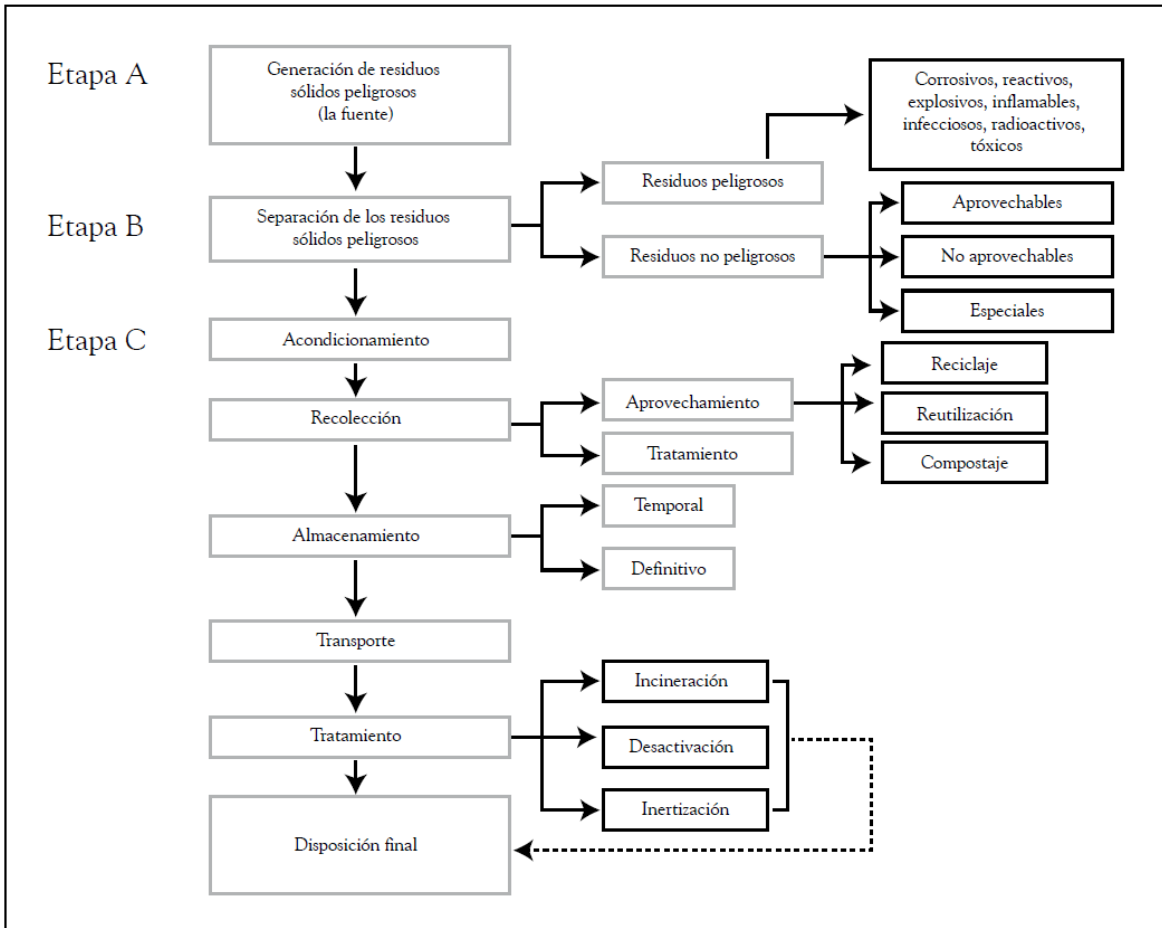 Etapa A
Generación de residuos
sólidos peligrosos
(la fuente)
Corrosivos, reactivos,
explosivos, inflamables,
infecciosos, radioactivos,
tóxicos
Etapa B
Separación de los residuos
sólidos peligrosos
Residuos peligrosos
Residuos no peligrosos
Aprovechables
No aprovechables
Especiales
Etapa C
Acondicionamiento
Recolección
Aprovechamiento
Tratamiento
Reciclaje
Reutilización
Compostaje
Almacenamiento
Temporal
Definitivo
Transporte
Tratamiento
Incineración
Desactivación
Inertización
Disposición final